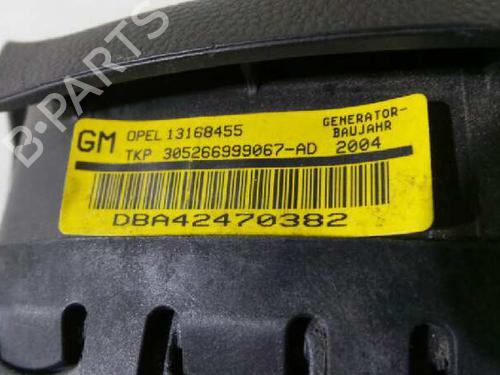 GM OPEL 13168455 GENERATOR-
BAUJAHR
TKP 305266999067-AD 2004
DBA42470382
B-PARTS